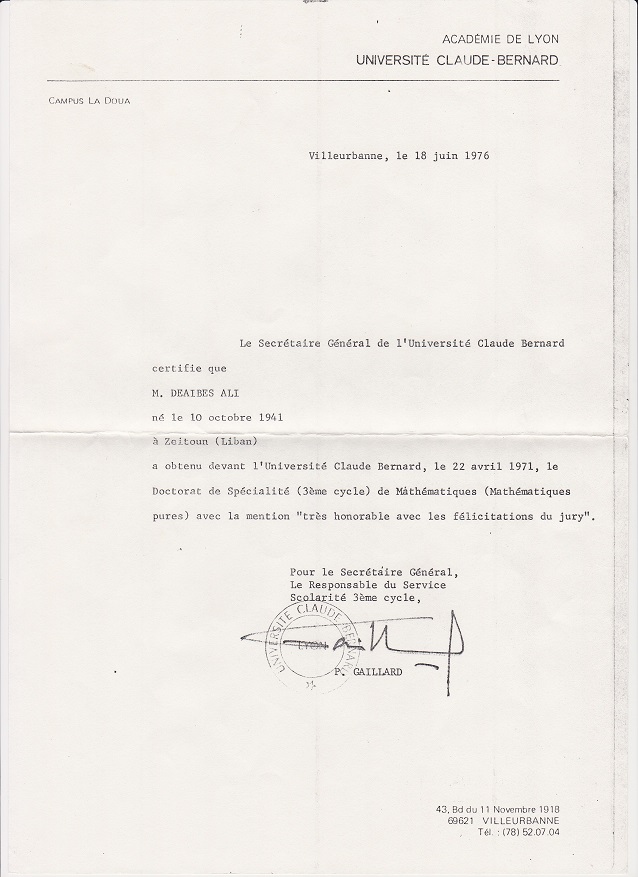 ACADÉMIE DE LYON
UNIVERSITÉ CLAUDE-BERNARD
CAMPUS LA DOUA
Villeurbanne, le 18 juin 1976
Le Secrétaire Général de l'Université Claude Bernard
certifie que
M. DEAIBES ALI
né le 10 octobre 1941
à Zeitoun (Liban)
a obtenu devant l'Université Claude Bernard, le 22 avril 1971, le
Doctorat de Spécialité (3ème cycle) de Mathématiques (Mathématiques
pures) avec la mention "très honorable avec les félicitations du jury".
Pour le Secrétaire Général,
Le Responsable du Service
Scolarité 3ème cycle,
UNIVERSITÉ CLAUDE-BERNARD
LYON
P. GAILLARD
43, Bd du 11 Novembre 1918
69621 VILLEURBANNE
Tél. : (78) 52.07.04